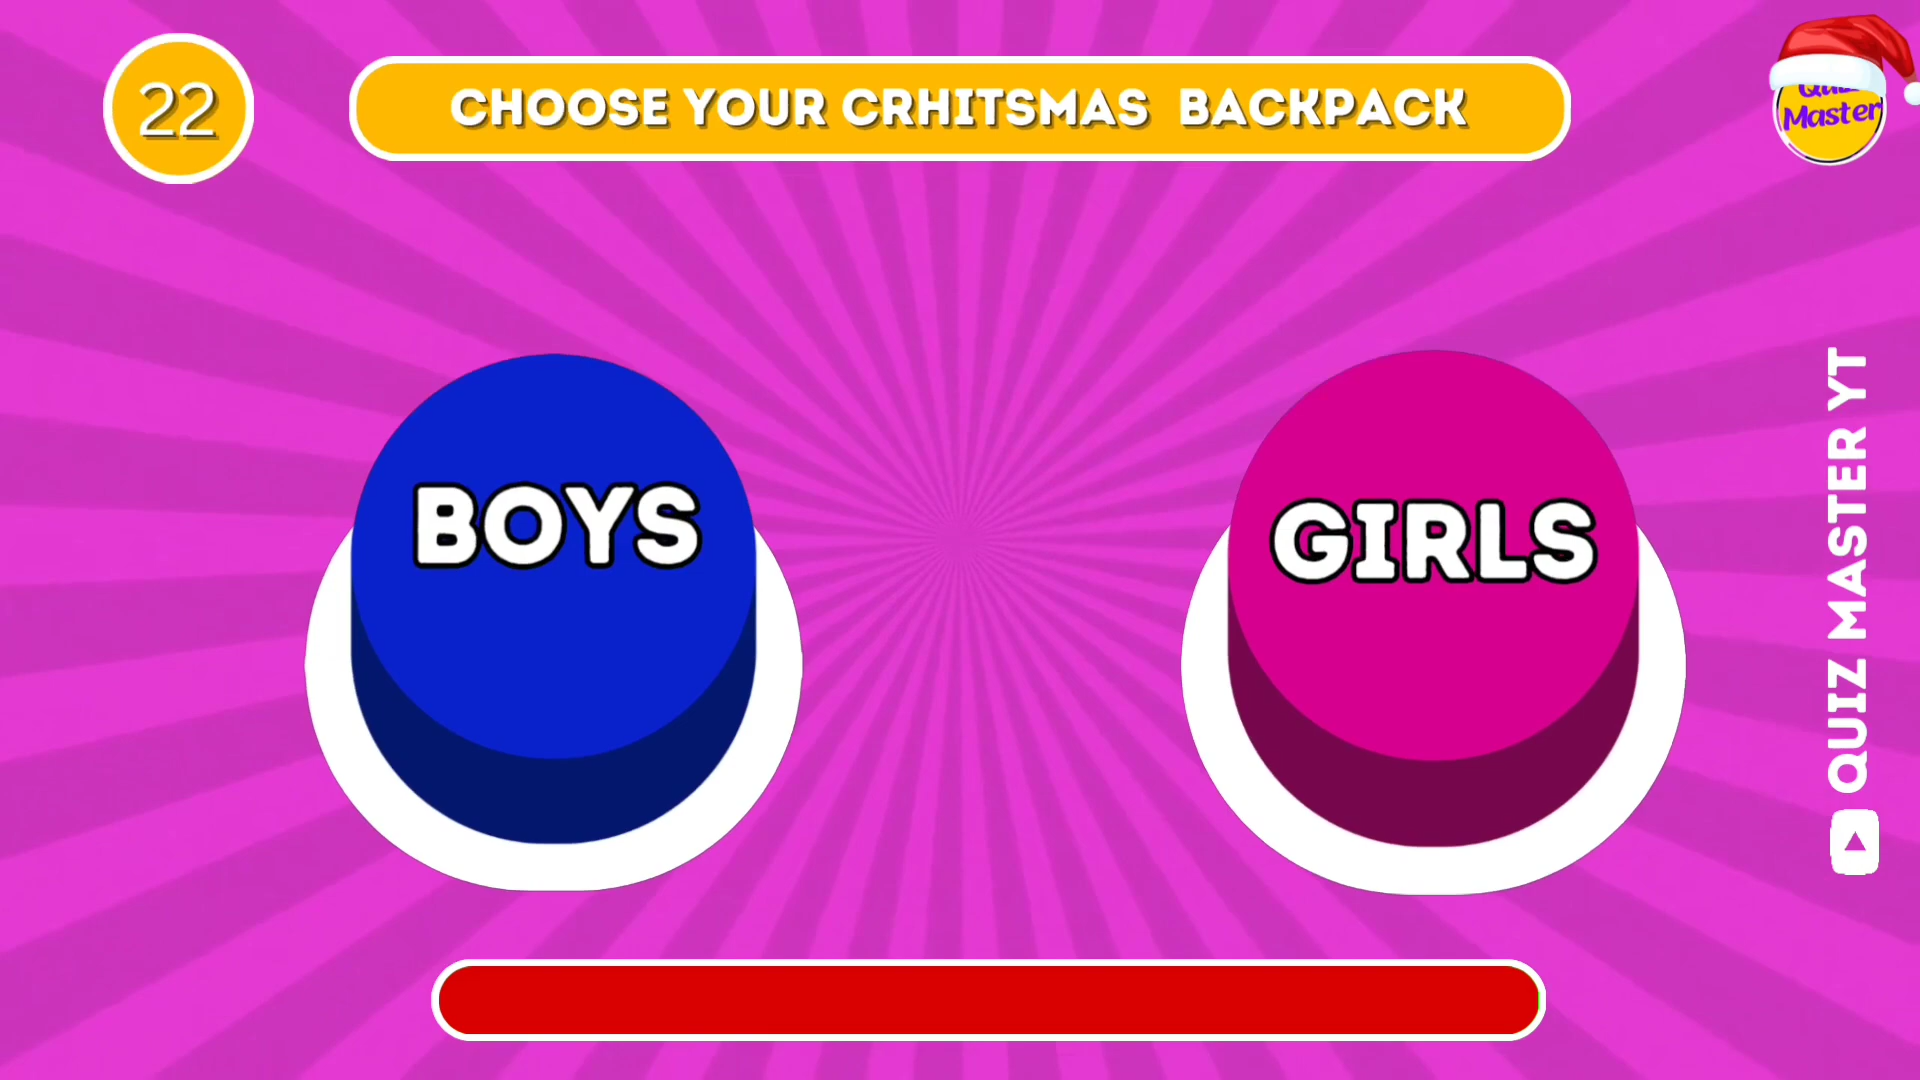 22
CHOOSE YOUR CRHITSMAS BACKPACK
Master
BOYS
GIRLS
QUIZ MASTER YT